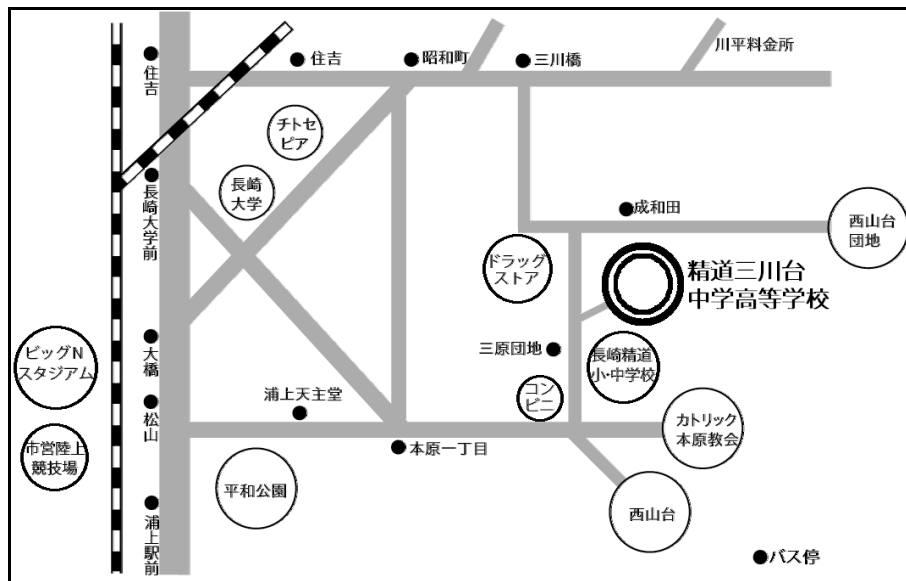 住吉
住吉
昭和町
三川橋
川平料金所
チトセ
ピア
長崎
大学
長崎大学前
成和田
西山台
団地
ドラッグ
ストア
精道三川台
中学高等学校
大橋
三原団地
長崎精道
小・中学校
ビッグN
スタジアム
コン
ビニ
松山
浦上天主堂
カトリック
本原教会
市営陸上
競技場
本原一丁目
平和公園
西山台
浦上駅前
バス停